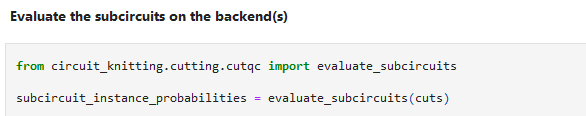 Evaluate the subcircuits on the backend(s)
from circuit_knitting.cutting.cutqc import evaluate_subcircuits
subcircuit_instance_probabilities = evaluate_subcircuits(cuts)